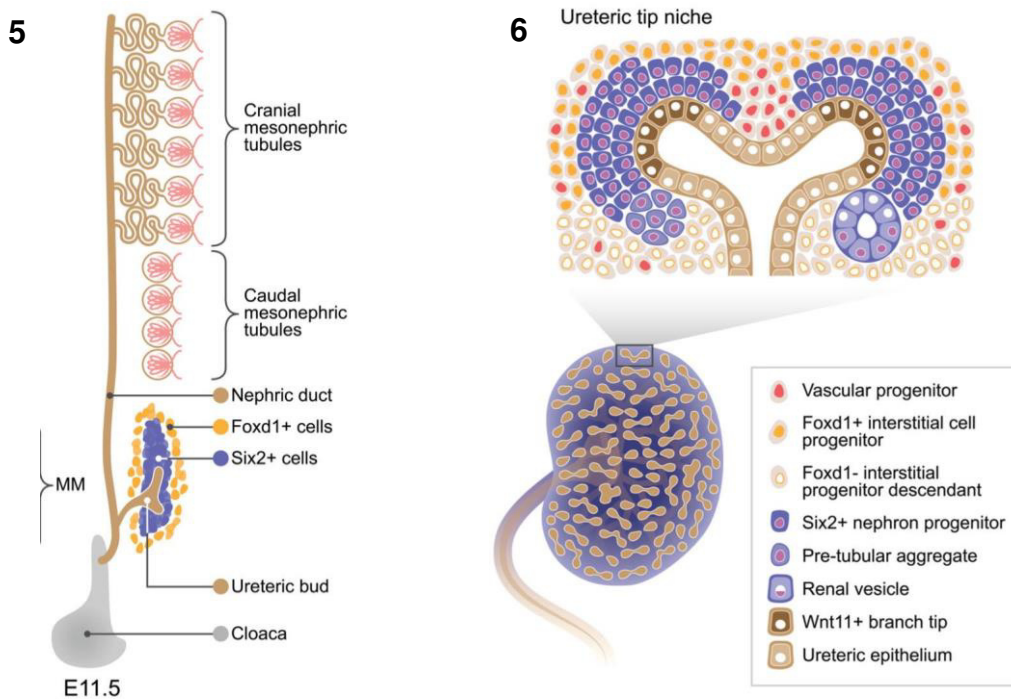 5
Cranial
mesonephric
tubules
Caudal
mesonephric
tubules
Nephric duct
Foxd1+ cells
Six2+ cells
MM
Ureteric bud
Cloaca
E11.5
6
Ureteric tip niche
Vascular progenitor
Foxd1+ interstitial cell
progenitor
Foxd1- interstitial
progenitor descendant
Six2+ nephron progenitor
Pre-tubular aggregate
Renal vesicle
Wnt11+ branch tip
Ureteric epithelium